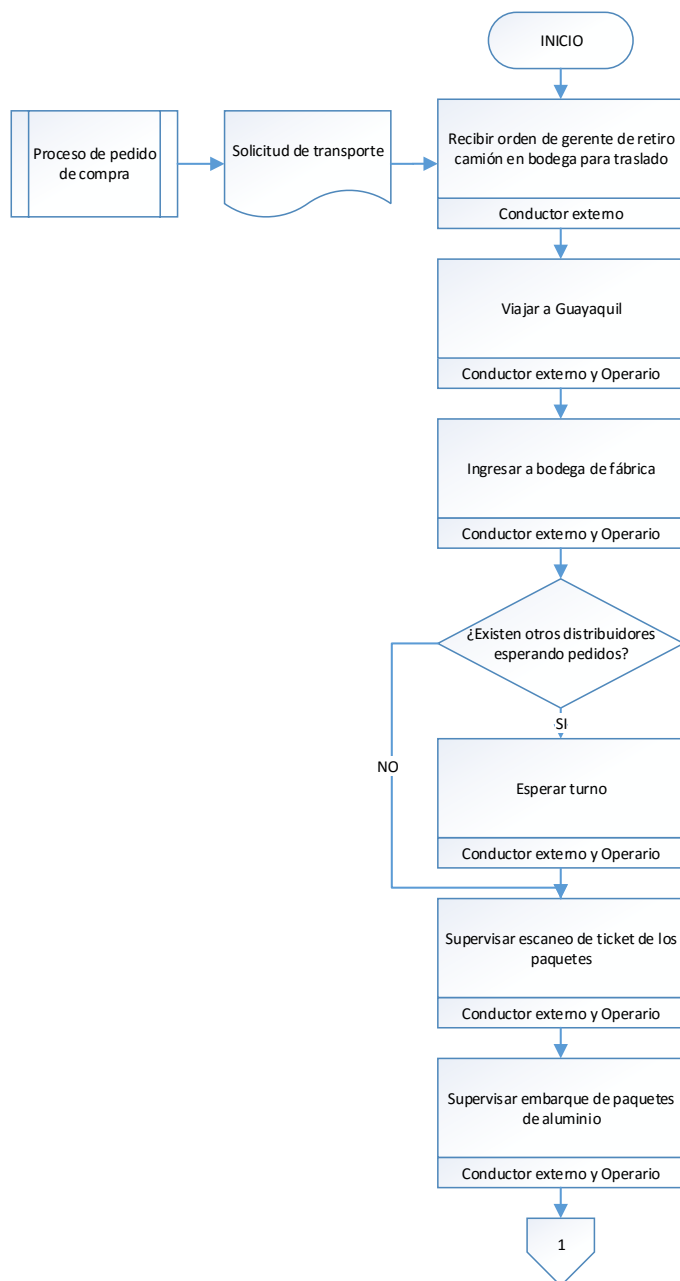 INICIO
Proceso de pedido
de compra
Solicitud de transporte
Recibir orden de gerente de retiro
camión en bodega para traslado
Conductor externo
Viajar a Guayaquil
Conductor externo y Operario
Ingresar a bodega de fábrica
Conductor externo y Operario
¿Existen otros distribuidores
esperando pedidos?
SI
NO
Esperar turno
Conductor externo y Operario
Supervisar escaneo de ticket de los
paquetes
Conductor externo y Operario
Supervisar embarque de paquetes
de aluminio
Conductor externo y Operario
1